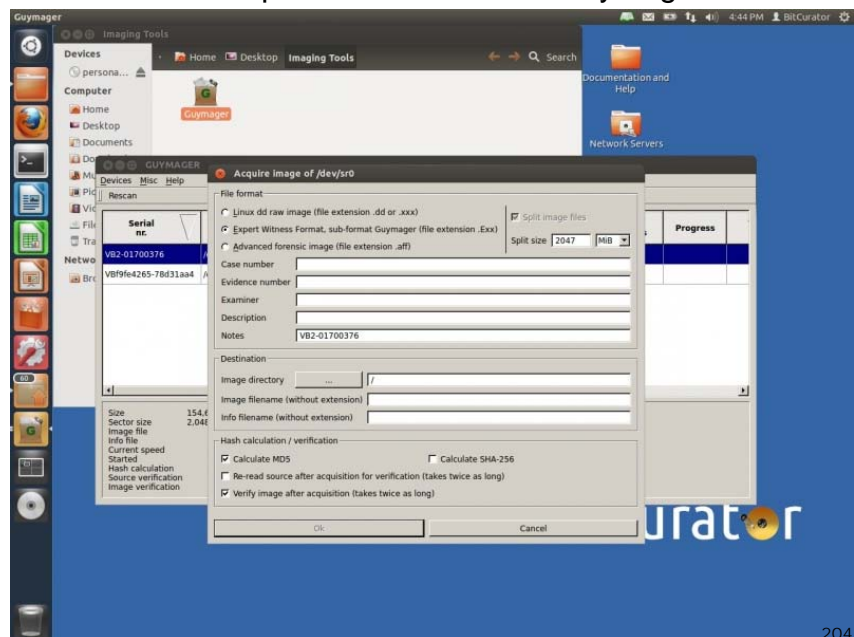 Guymager
4:44 PM BitCurator
Imaging Tools
Devices
persona...
Home Desktop Imaging Tools
Search
Computer
Home
Desktop
Documents
Guymager
Documentation and
Help
Network Servers
GUYMAGER
Devices Misc Help
Rescan
Serial
nr.
Progress
VB2-01700376
VBf9fe4265-78d31aa4
Netwo
Acquire image of /dev/sr0
File format
Linux dd raw image (file extension .dd or .xxx)
Expert Witness Format, sub-format Guymager (file extension .Exx)
Advanced forensic image (file extension .aff)
Split image files
Split size 2047 MiB
Case number
Evidence number
Examiner
Description
Notes VB2-01700376
Destination
Image directory ... /
Image filename (without extension)
Info filename (without extension)
Hash calculation / verification
Calculate MD5 Calculate SHA-256
Re-read source after acquisition for verification (takes twice as long)
Verify image after acquisition (takes twice as long)
Ok Cancel
Size 154,6
Sector size 2,048
Image file
Info file
Current speed
Started
Hash calculation
Source verification
Image verification
urator
204